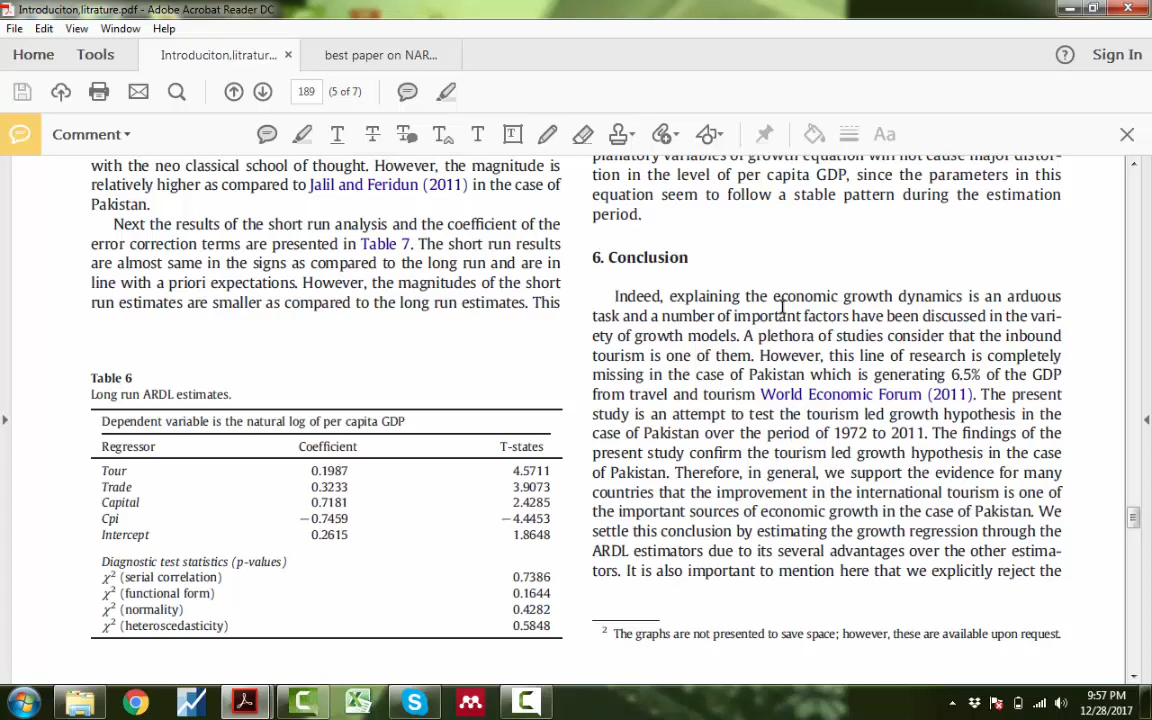 Introduciton,litrature.pdf - Adobe Acrobat Reader DC
File Edit View Window Help
Home Tools Introduciton,litratur... × best paper on NAR... ? Sign In
189 (5 of 7)
Comment
with the neo classical school of thought. However, the magnitude is
relatively higher as compared to Jalil and Feridun (2011) in the case of
Pakistan.
Next the results of the short run analysis and the coefficient of the
error correction terms are presented in Table 7. The short run results
are almost same in the signs as compared to the long run and are in
line with a priori expectations. However, the magnitudes of the short
run estimates are smaller as compared to the long run estimates. This
Table 6
Long run ARDL estimates.
Dependent variable is the natural log of per capita GDP
Regressor Coefficient T-states
Tour 0.1987 4.5711
Trade 0.3233 3.9073
Capital 0.7181 2.4285
Cpi −0.7459 −4.4453
Intercept 0.2615 1.8648
Diagnostic test statistics (p-values)
χ² (serial correlation) 0.7386
χ² (functional form) 0.1644
χ² (normality) 0.4282
χ² (heteroscedasticity) 0.5848
planatory variables of growth equation will not cause major distor-
tion in the level of per capita GDP, since the parameters in this
equation seem to follow a stable pattern during the estimation
period.
6. Conclusion
Indeed, explaining the economic growth dynamics is an arduous
task and a number of important factors have been discussed in the vari-
ety of growth models. A plethora of studies consider that the inbound
tourism is one of them. However, this line of research is completely
missing in the case of Pakistan which is generating 6.5% of the GDP
from travel and tourism World Economic Forum (2011). The present
study is an attempt to test the tourism led growth hypothesis in the
case of Pakistan over the period of 1972 to 2011. The findings of the
present study confirm the tourism led growth hypothesis in the case
of Pakistan. Therefore, in general, we support the evidence for many
countries that the improvement in the international tourism is one of
the important sources of economic growth in the case of Pakistan. We
settle this conclusion by estimating the growth regression through the
ARDL estimators due to its several advantages over the other estima-
tors. It is also important to mention here that we explicitly reject the
² The graphs are not presented to save space; however, these are available upon request.
9:57 PM
12/28/2017